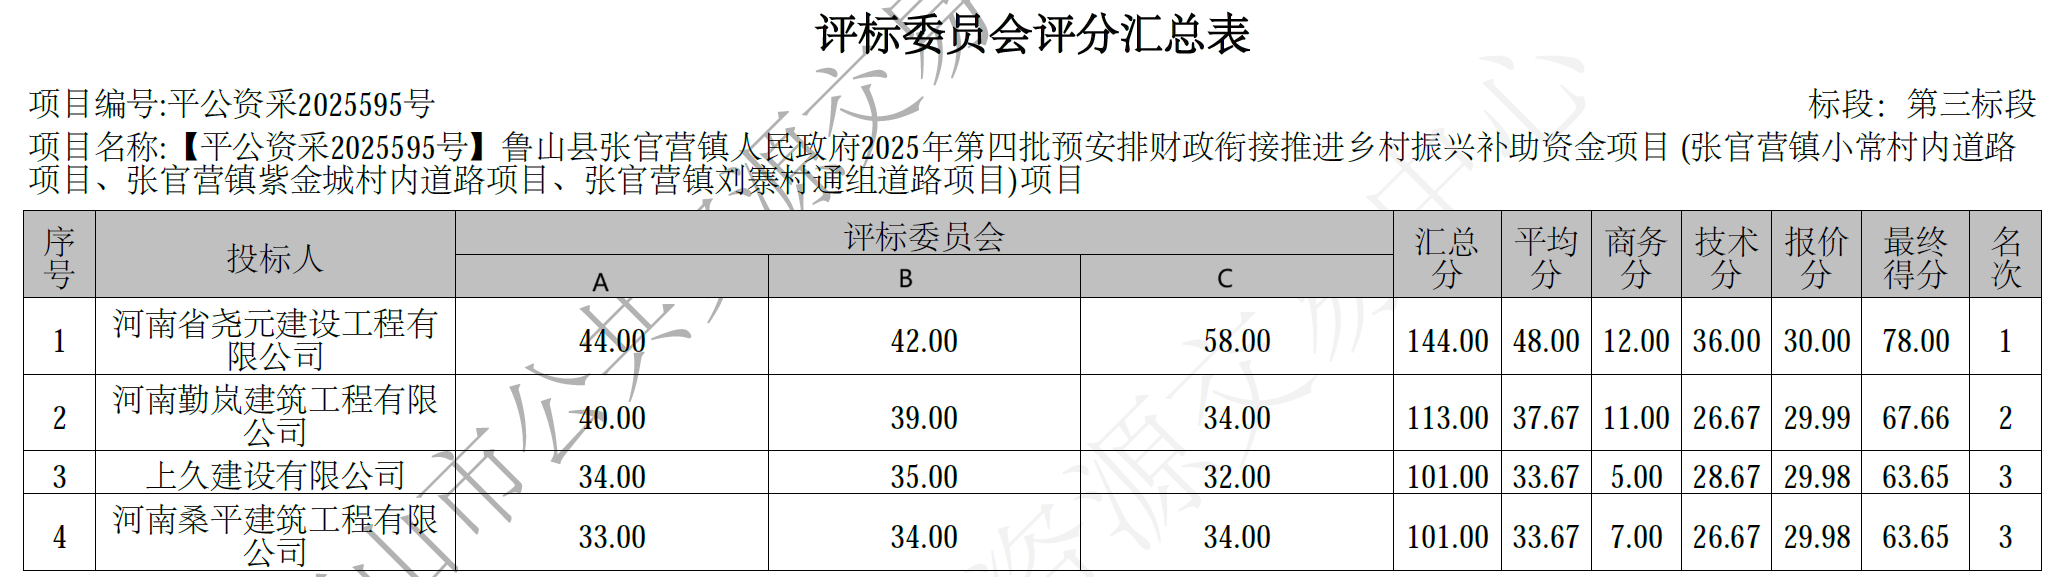 评标委员会评分汇总表
项目编号:平公资采2025595号 标段：第三标段
项目名称:【平公资采2025595号】鲁山县张官营镇人民政府2025年第四批预安排财政衔接推进乡村振兴补助资金项目 (张官营镇小常村内道路
项目、张官营镇紫金城村内道路项目、张官营镇刘寨村通组道路项目)项目
序号 投标人 评标委员会 汇总分 平均分 商务分 技术分 报价分 最终得分 名次
A B C
1 河南省尧元建设工程有限公司 44.00 42.00 58.00 144.00 48.00 12.00 36.00 30.00 78.00 1
2 河南勤岚建筑工程有限公司 40.00 39.00 34.00 113.00 37.67 11.00 26.67 29.99 67.66 2
3 上久建设有限公司 34.00 35.00 32.00 101.00 33.67 5.00 28.67 29.98 63.65 3
4 河南桑平建筑工程有限公司 33.00 34.00 34.00 101.00 33.67 7.00 26.67 29.98 63.65 3
山市公共资源交易
资源交易中心